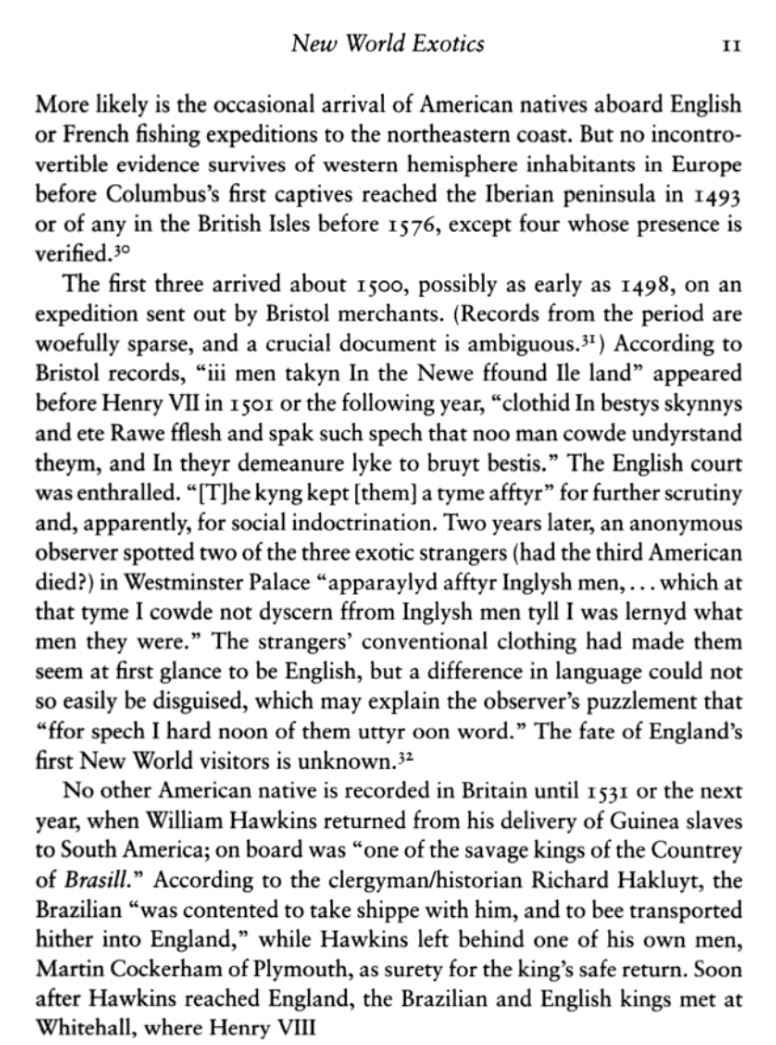 New World Exotics 11
More likely is the occasional arrival of American natives aboard English
or French fishing expeditions to the northeastern coast. But no incontro-
vertible evidence survives of western hemisphere inhabitants in Europe
before Columbus's first captives reached the Iberian peninsula in 1493
or of any in the British Isles before 1576, except four whose presence is
verified.³⁰
The first three arrived about 1500, possibly as early as 1498, on an
expedition sent out by Bristol merchants. (Records from the period are
woefully sparse, and a crucial document is ambiguous.³¹) According to
Bristol records, “iii men takyn In the Newe ffound Ile land” appeared
before Henry VII in 1501 or the following year, “clothid In bestys skynnys
and ete Rawe fflesh and spak such spech that noo man cowde undyrstand
theym, and In theyr demeanure lyke to bruyt bestis.” The English court
was enthralled. “[T]he kyng kept [them] a tyme afftyr” for further scrutiny
and, apparently, for social indoctrination. Two years later, an anonymous
observer spotted two of the three exotic strangers (had the third American
died?) in Westminster Palace “apparaylyd afftyr Inglysh men, . . . which at
that tyme I cowde not dyscern ffrom Inglysh men tyll I was lernyd what
men they were.” The strangers' conventional clothing had made them
seem at first glance to be English, but a difference in language could not
so easily be disguised, which may explain the observer's puzzlement that
“ffor spech I hard noon of them uttyr oon word.” The fate of England's
first New World visitors is unknown.³²
No other American native is recorded in Britain until 1531 or the next
year, when William Hawkins returned from his delivery of Guinea slaves
to South America; on board was “one of the savage kings of the Countrey
of Brasill.” According to the clergyman/historian Richard Hakluyt, the
Brazilian “was contented to take shippe with him, and to bee transported
hither into England,” while Hawkins left behind one of his own men,
Martin Cockerham of Plymouth, as surety for the king's safe return. Soon
after Hawkins reached England, the Brazilian and English kings met at
Whitehall, where Henry VIII